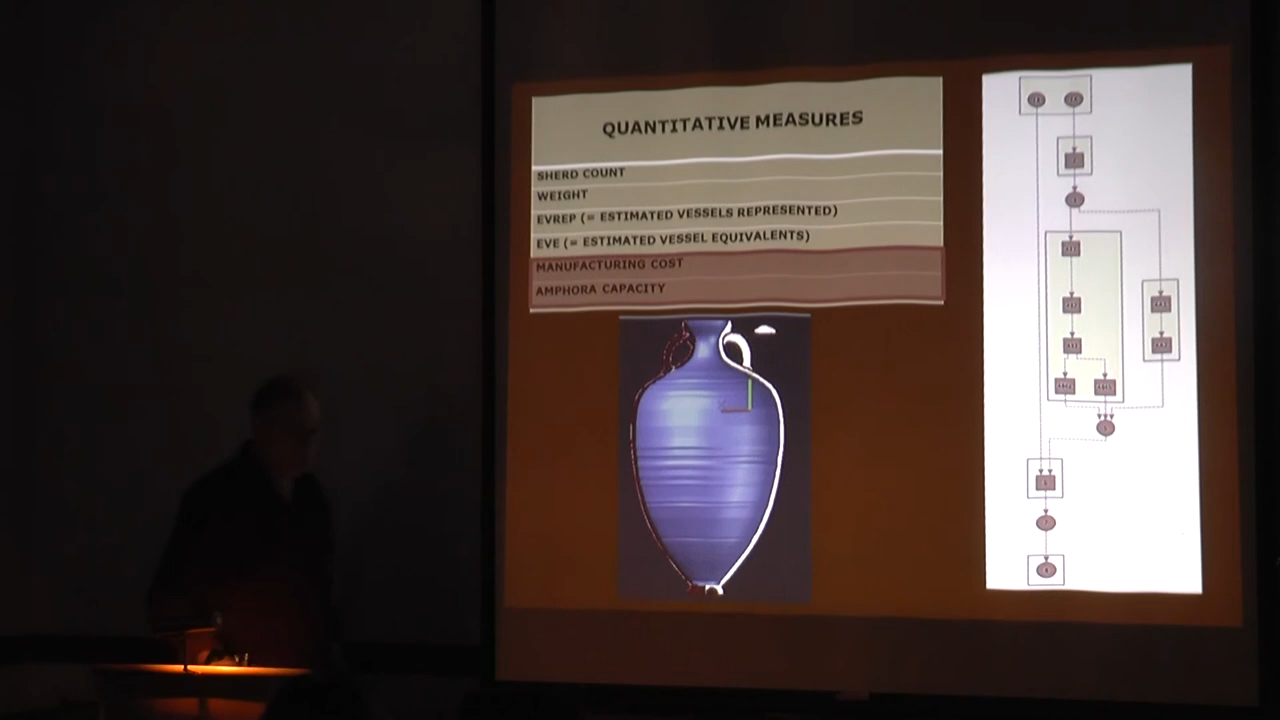 QUANTITATIVE MEASURES
SHERD COUNT
WEIGHT
EVREP (= ESTIMATED VESSELS REPRESENTED)
EVE (= ESTIMATED VESSEL EQUIVALENTS)
MANUFACTURING COST
AMPHORA CAPACITY